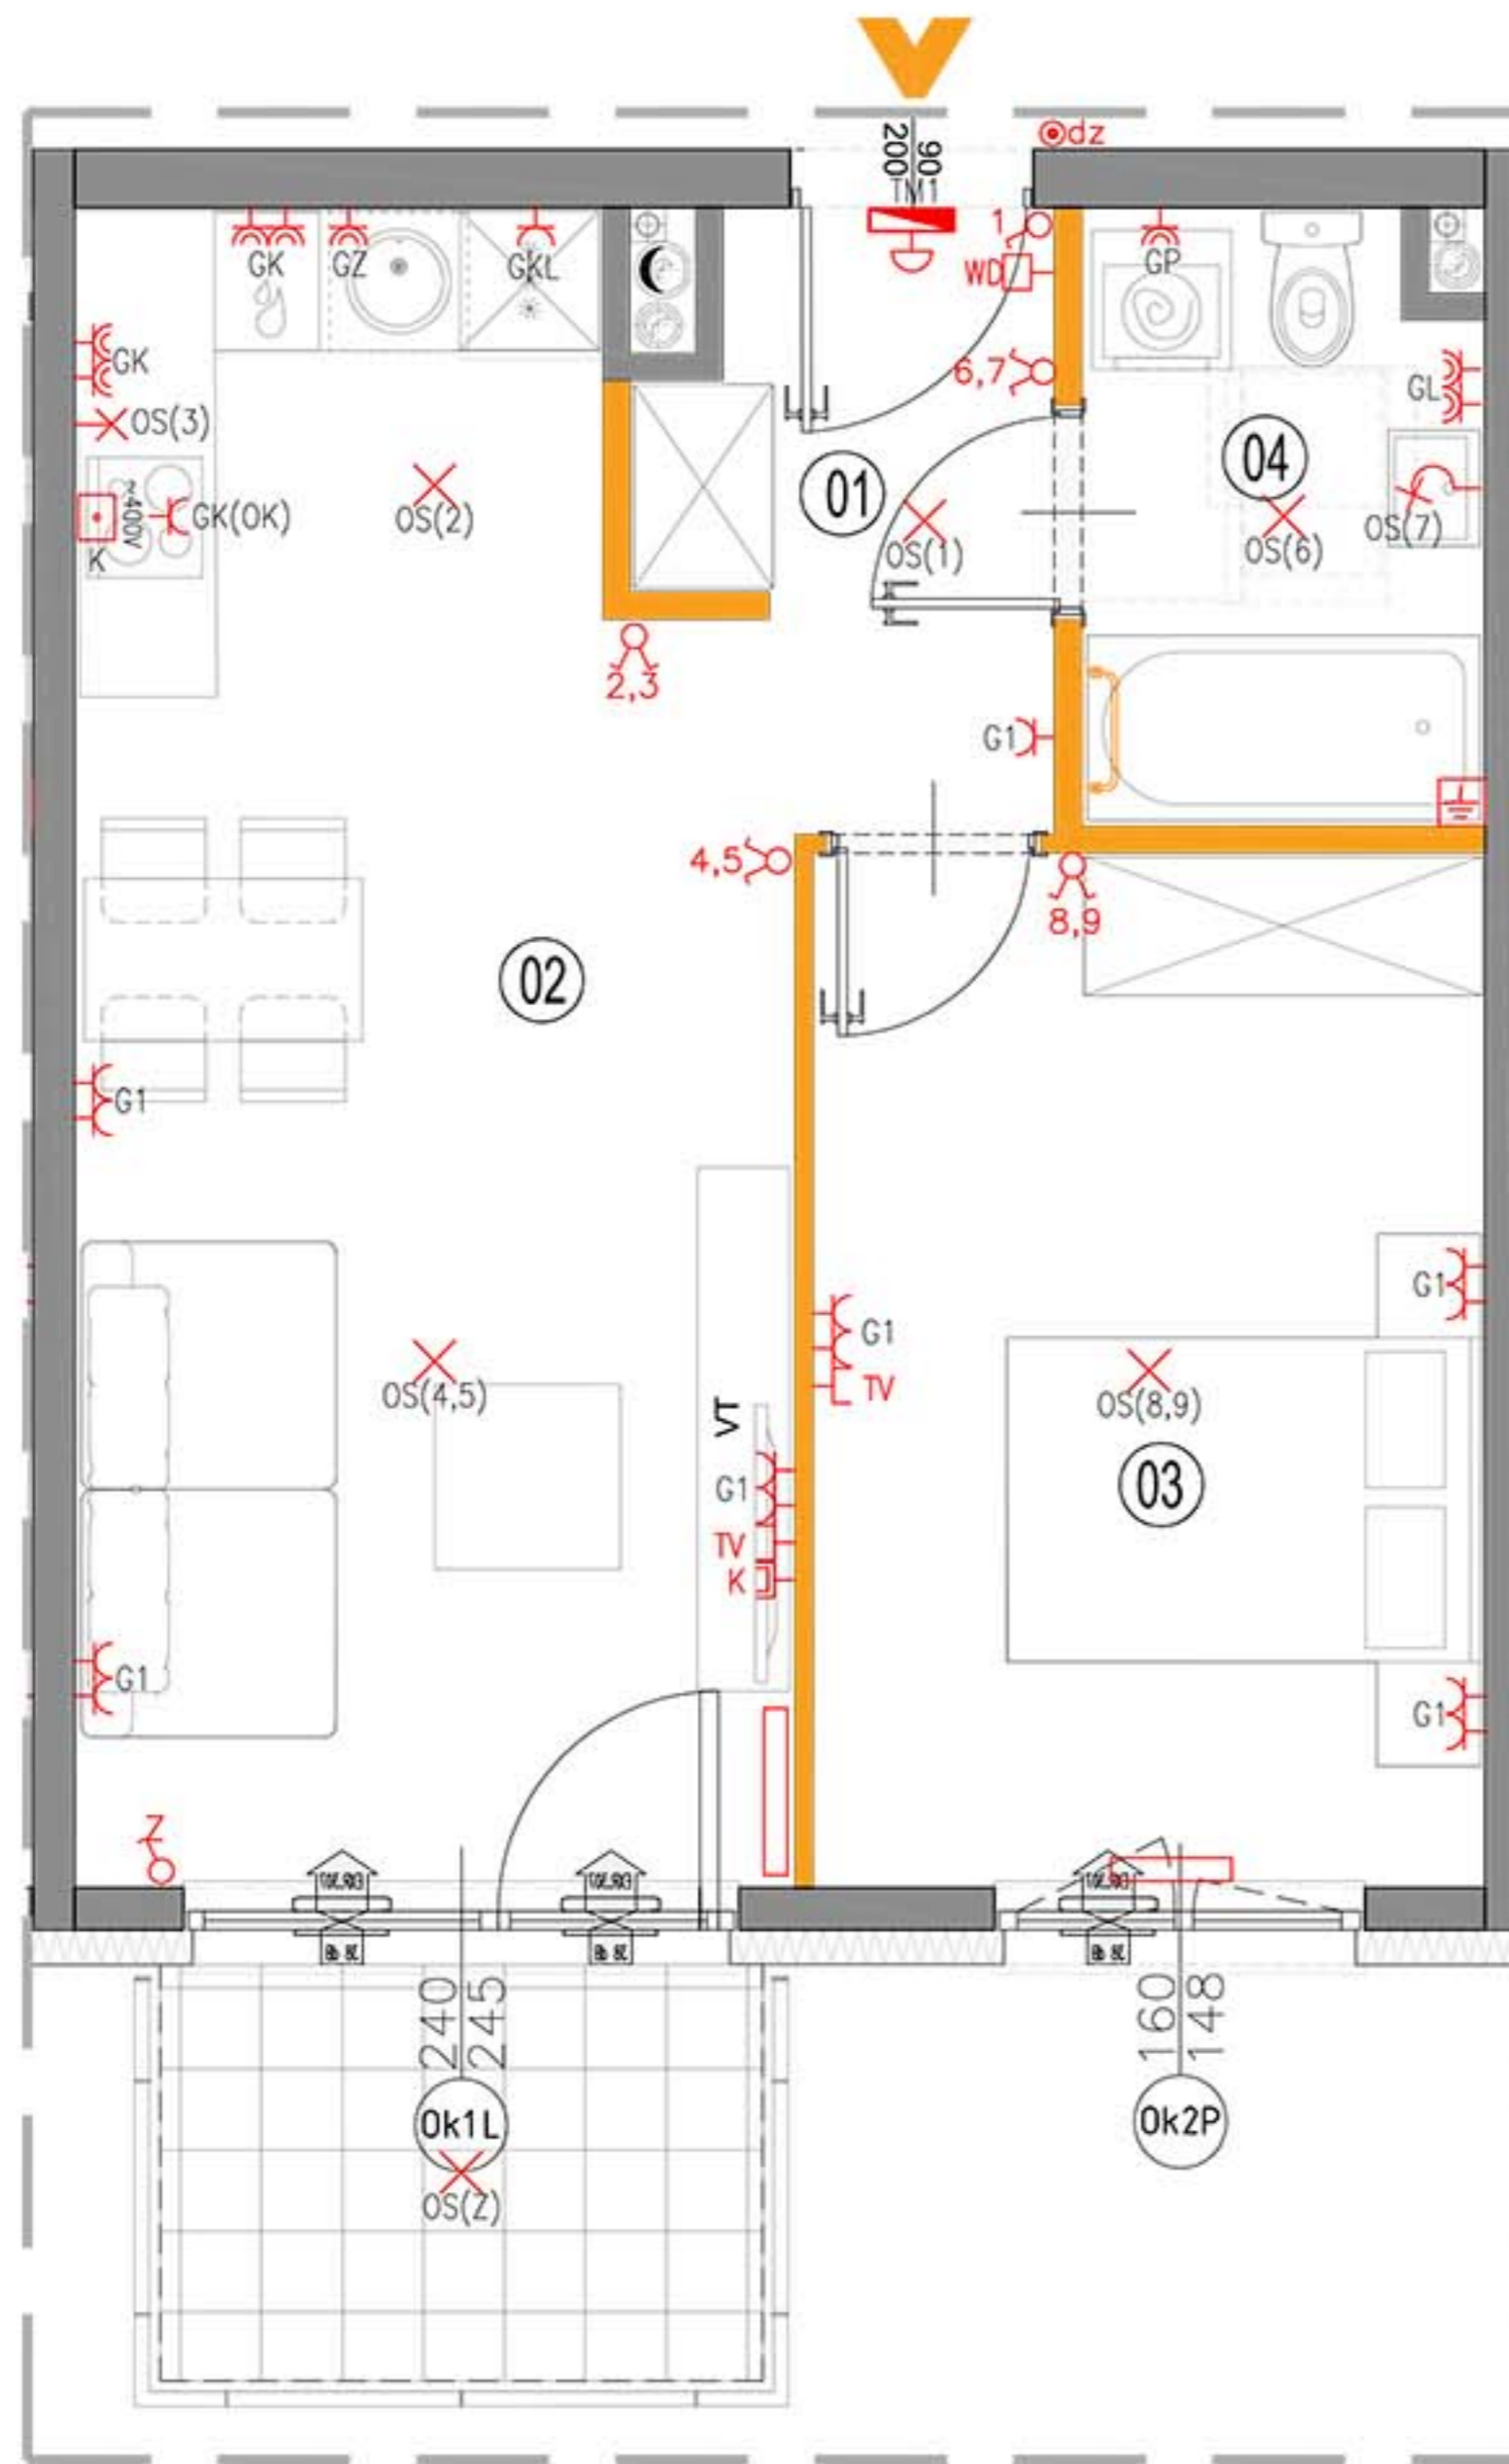 dz
200
90
TM1
1
WD
GK
GZ
GKL
GP
GK
6,7
GL
OS(3)
01
04
~400V
GK(OK)
K
OS(2)
OS(1)
OS(6)
OS(7)
2,3
G1
4,5
8,9
02
G1
G1
G1
TV
OS(4,5)
OS(8,9)
VT
03
G1
TV
K
G1
G1
Z
240
245
160
148
Ok1L
Ok2P
OS(Z)